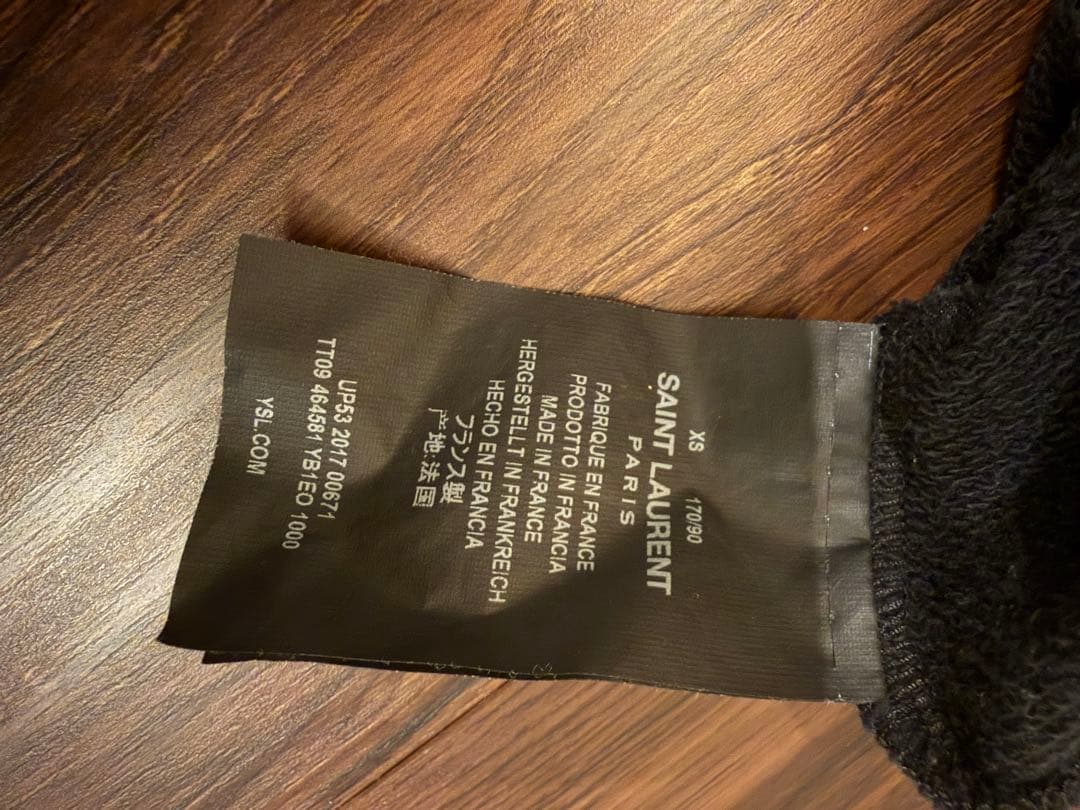 XS 170/90
SAINT LAURENT
PARIS
FABRIQUE EN FRANCE
PRODOTTO IN FRANCIA
MADE IN FRANCE
HERGESTELLT IN FRANKREICH
HECHO EN FRANCIA
フランス製
产地:法国
UP53 2017 00671
TT09 464581 YB1EO 1000
YSL.COM